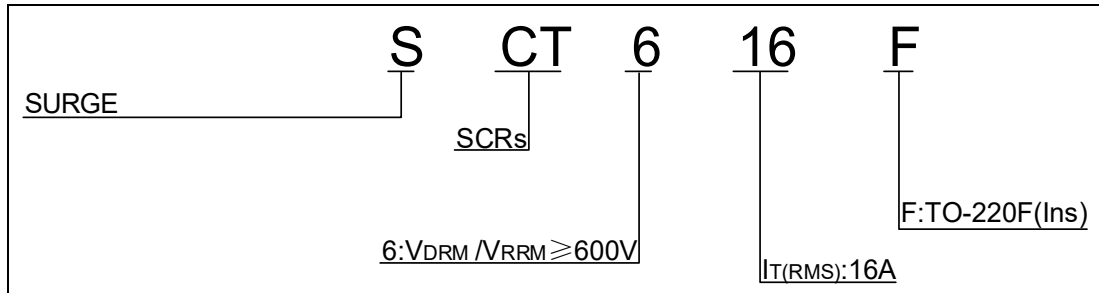 S CT 6 16 F
SURGE
SCRs
F:TO-220F(Ins)
6:VDRM /VRRM≥600V
IT(RMS):16A